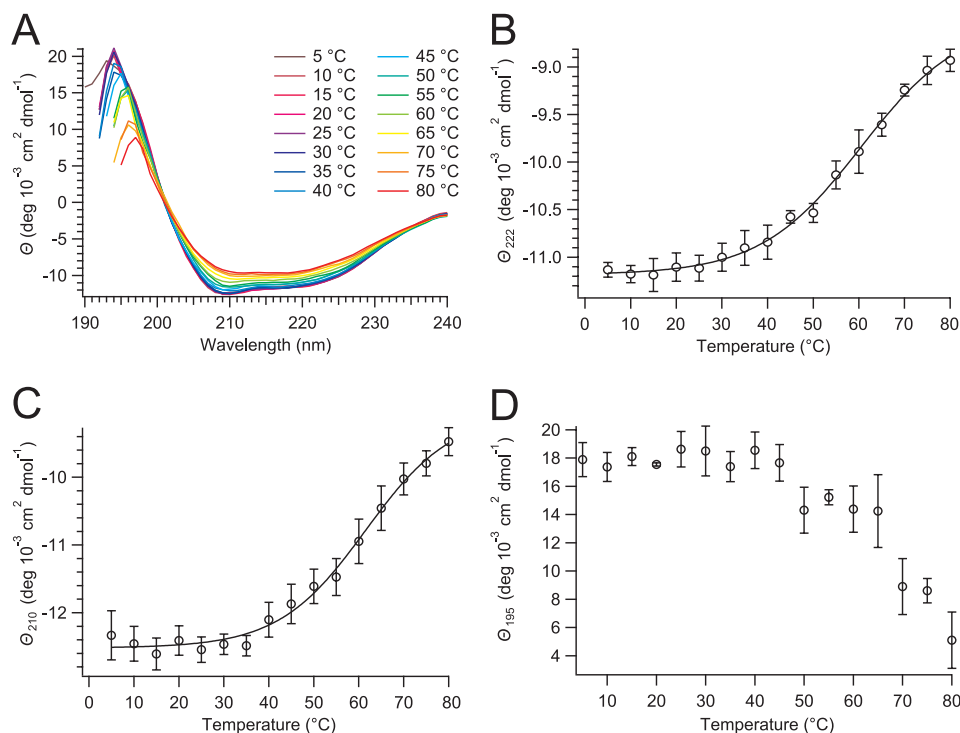 A
Θ (deg 10⁻³ cm² dmol⁻¹)
20
15
10
5
0
-5
-10
190
200
210
220
230
240
Wavelength (nm)
5 °C
10 °C
15 °C
20 °C
25 °C
30 °C
35 °C
40 °C
45 °C
50 °C
55 °C
60 °C
65 °C
70 °C
75 °C
80 °C
B
Θ₂₂₂ (deg 10⁻³ cm² dmol⁻¹)
-9.0
-9.5
-10.0
-10.5
-11.0
0 10 20 30 40 50 60 70 80
Temperature (°C)
C
Θ₂₁₀ (deg 10⁻³ cm² dmol⁻¹)
-10
-11
-12
0 10 20 30 40 50 60 70 80
Temperature (°C)
D
Θ₁₉₅ (deg 10⁻³ cm² dmol⁻¹)
20
18
16
14
12
10
8
6
4
10 20 30 40 50 60 70 80
Temperature (°C)